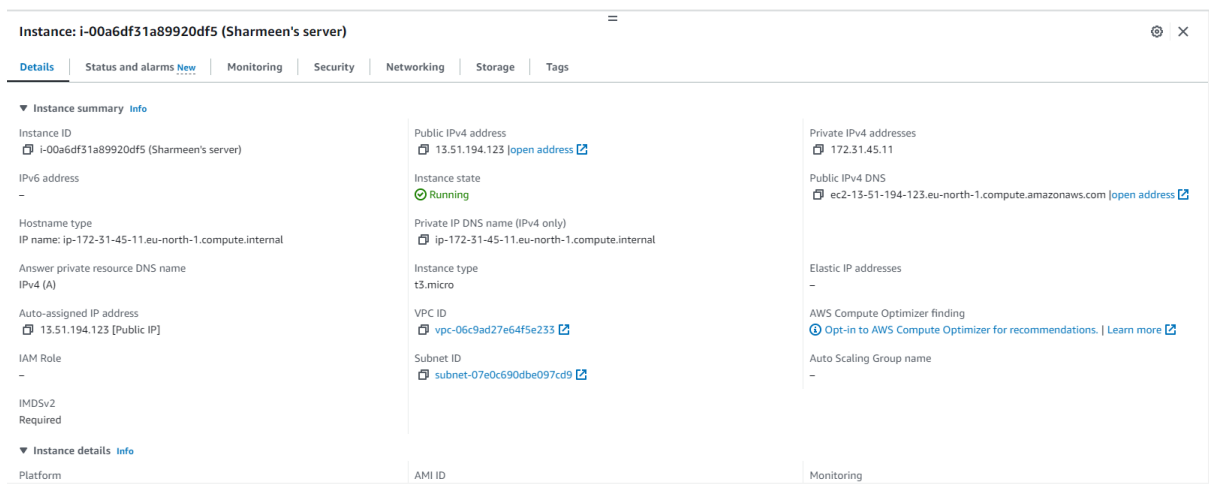 =
Instance: i-00a6df31a89920df5 (Sharmeen's server)
Details Status and alarms New Monitoring Security Networking Storage Tags
Instance summary Info
Instance ID
i-00a6df31a89920df5 (Sharmeen's server)
Public IPv4 address
13.51.194.123 |open address
Private IPv4 addresses
172.31.45.11
IPv6 address
–
Instance state
Running
Public IPv4 DNS
ec2-13-51-194-123.eu-north-1.compute.amazonaws.com |open address
Hostname type
IP name: ip-172-31-45-11.eu-north-1.compute.internal
Private IP DNS name (IPv4 only)
ip-172-31-45-11.eu-north-1.compute.internal
Answer private resource DNS name
IPv4 (A)
Instance type
t3.micro
Elastic IP addresses
–
Auto-assigned IP address
13.51.194.123 [Public IP]
VPC ID
vpc-06c9ad27e64f5e233
AWS Compute Optimizer finding
Opt-in to AWS Compute Optimizer for recommendations. | Learn more
IAM Role
–
Subnet ID
subnet-07e0c690dbe097cd9
Auto Scaling Group name
–
IMDSv2
Required
Instance details Info
Platform
AMI ID
Monitoring